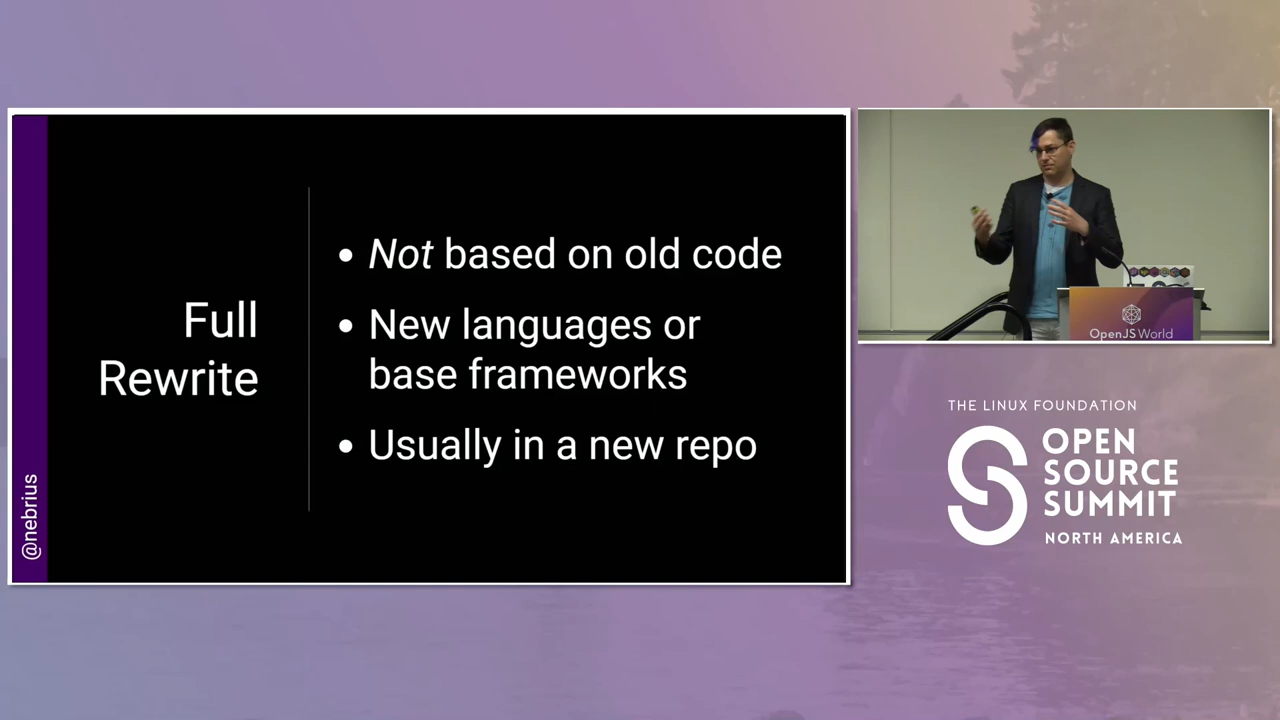 Full
Rewrite
• Not based on old code
• New languages or
base frameworks
• Usually in a new repo
@nebrius
OpenJS World
THE LINUX FOUNDATION
OPEN
SOURCE
SUMMIT
NORTH AMERICA